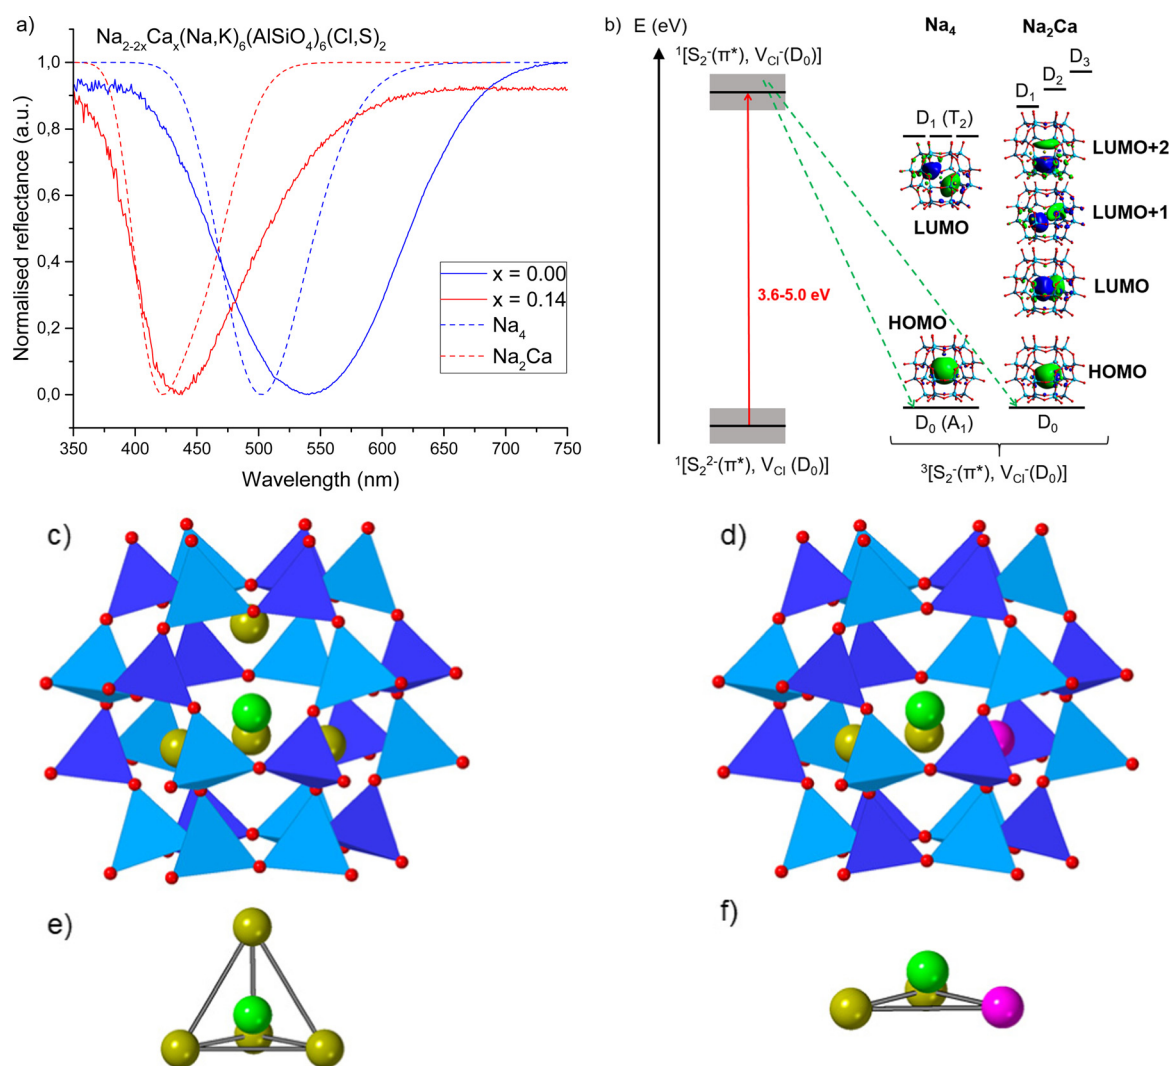 a)
Na₂₋₂ₓCaₓ(Na,K)₆(AlSiO₄)₆(Cl,S)₂
1,0
0,8
0,6
0,4
0,2
0,0
Normalised reflectance (a.u.)
350 400 450 500 550 600 650 700 750
Wavelength (nm)
x = 0.00
x = 0.14
Na₄
Na₂Ca
b) E (eV)
Na₄
Na₂Ca
¹[S₂⁻(π*), V_Cl⁻(D₀)]
D₃
D₂
D₁
D₁ (T₂)
LUMO+2
LUMO+1
LUMO
LUMO
3.6-5.0 eV
HOMO
HOMO
D₀ (A₁)
D₀
¹[S₂²⁻(π*), V_Cl (D₀)]
³[S₂⁻(π*), V_Cl⁻(D₀)]
c)
d)
e)
f)